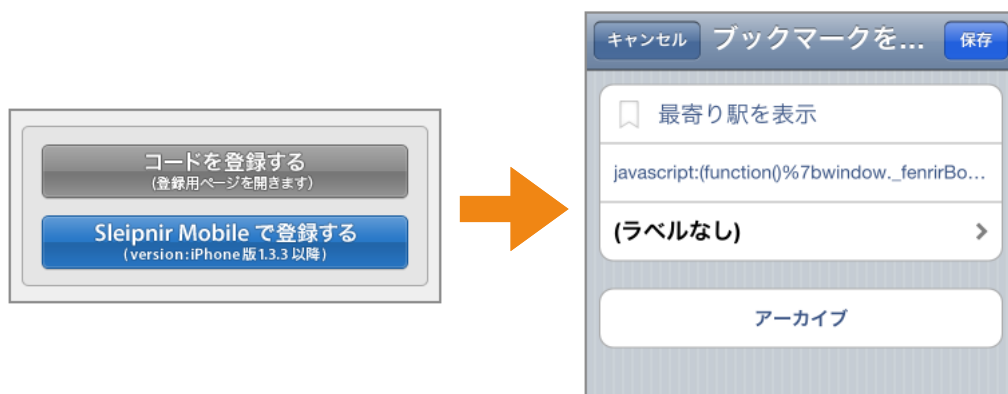 コードを登録する
(登録用ページを開きます)
Sleipnir Mobile で登録する
(version:iPhone版1.3.3以降)
キャンセル ブックマークを... 保存
最寄り駅を表示
javascript:(function()%7bwindow._fenrirBo...
(ラベルなし)
アーカイブ